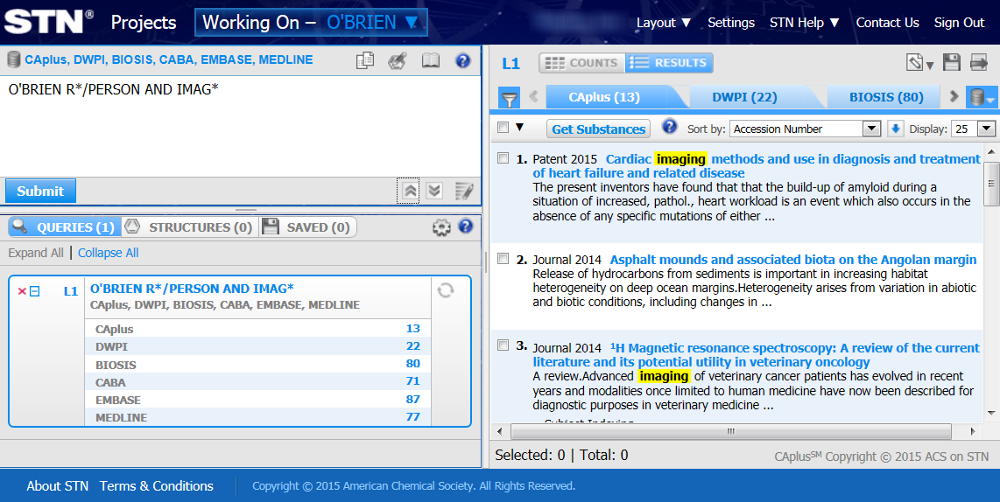 STN® Projects Working On – O'BRIEN ▼ Layout ▼ Settings STN Help ▼ Contact Us Sign Out
CAplus, DWPI, BIOSIS, CABA, EMBASE, MEDLINE
O'BRIEN R*/PERSON AND IMAG*
Submit
QUERIES (1) STRUCTURES (0) SAVED (0)
Expand All | Collapse All
L1 O'BRIEN R*/PERSON AND IMAG*
CAplus, DWPI, BIOSIS, CABA, EMBASE, MEDLINE
CAplus 13
DWPI 22
BIOSIS 80
CABA 71
EMBASE 87
MEDLINE 77
L1 COUNTS RESULTS
CAplus (13) DWPI (22) BIOSIS (80)
Get Substances Sort by: Accession Number Display: 25
1. Patent 2015 Cardiac imaging methods and use in diagnosis and treatment
of heart failure and related disease
The present inventors have found that that the build-up of amyloid during a
situation of increased, pathol., heart workload is an event which also occurs in the
absence of any specific mutations of either ...
2. Journal 2014 Asphalt mounds and associated biota on the Angolan margin
Release of hydrocarbons from sediments is important in increasing habitat
heterogeneity on deep ocean margins.Heterogeneity arises from variation in abiotic
and biotic conditions, including changes in ...
3. Journal 2014 ¹H Magnetic resonance spectroscopy: A review of the current
literature and its potential utility in veterinary oncology
A review.Advanced imaging of veterinary cancer patients has evolved in recent
years and modalities once limited to human medicine have now been described for
diagnostic purposes in veterinary medicine ...
Subject Indexing
Selected: 0 | Total: 0 CAplus℠ Copyright © 2015 ACS on STN
About STN Terms & Conditions Copyright © 2015 American Chemical Society. All Rights Reserved.